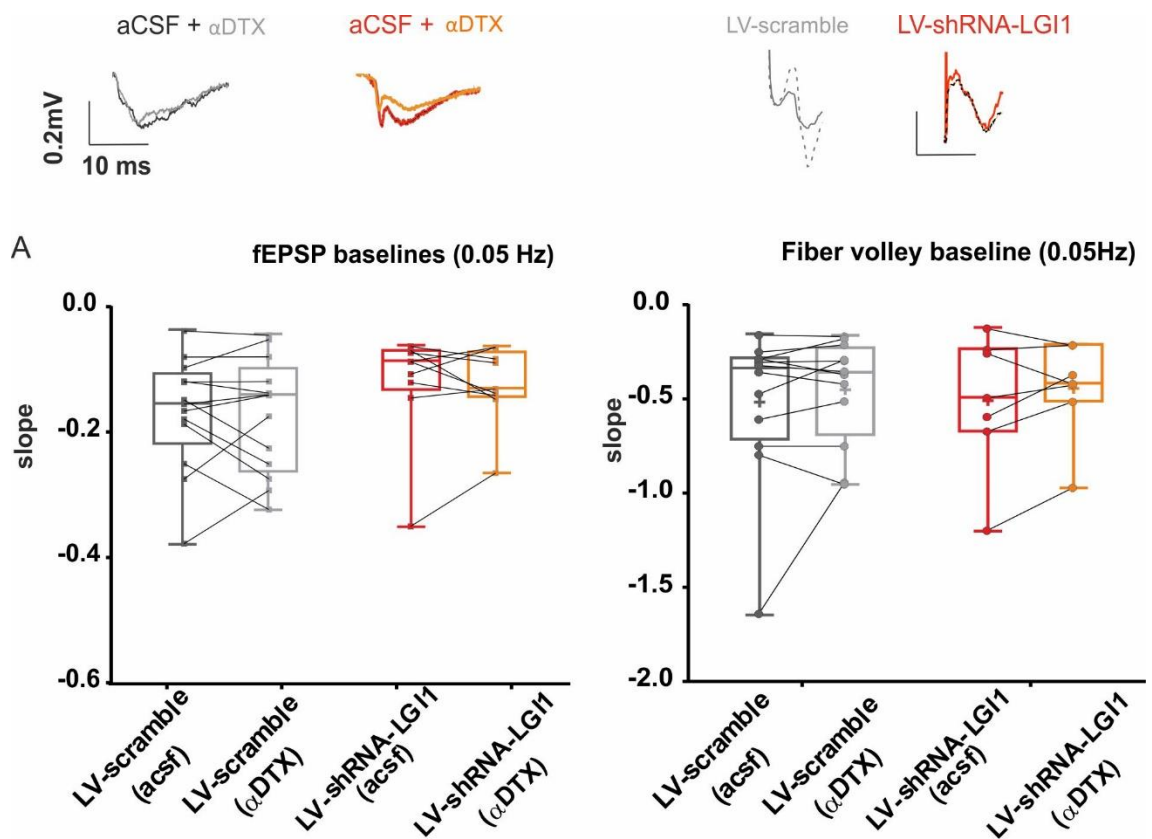 aCSF + αDTX
aCSF + αDTX
LV-scramble
LV-shRNA-LGI1
0.2mV
10 ms
A
fEPSP baselines (0.05 Hz)
slope
0.0
-0.2
-0.4
-0.6
LV-scramble
(acsf)
LV-scramble
(αDTX)
LV-shRNA-LGI1
(acsf)
LV-shRNA-LGI1
(αDTX)
Fiber volley baseline (0.05Hz)
slope
0.0
-0.5
-1.0
-1.5
-2.0
LV-scramble
(acsf)
LV-scramble
(αDTX)
LV-shRNA-LGI1
(acsf)
LV-shRNA-LGI1
(αDTX)